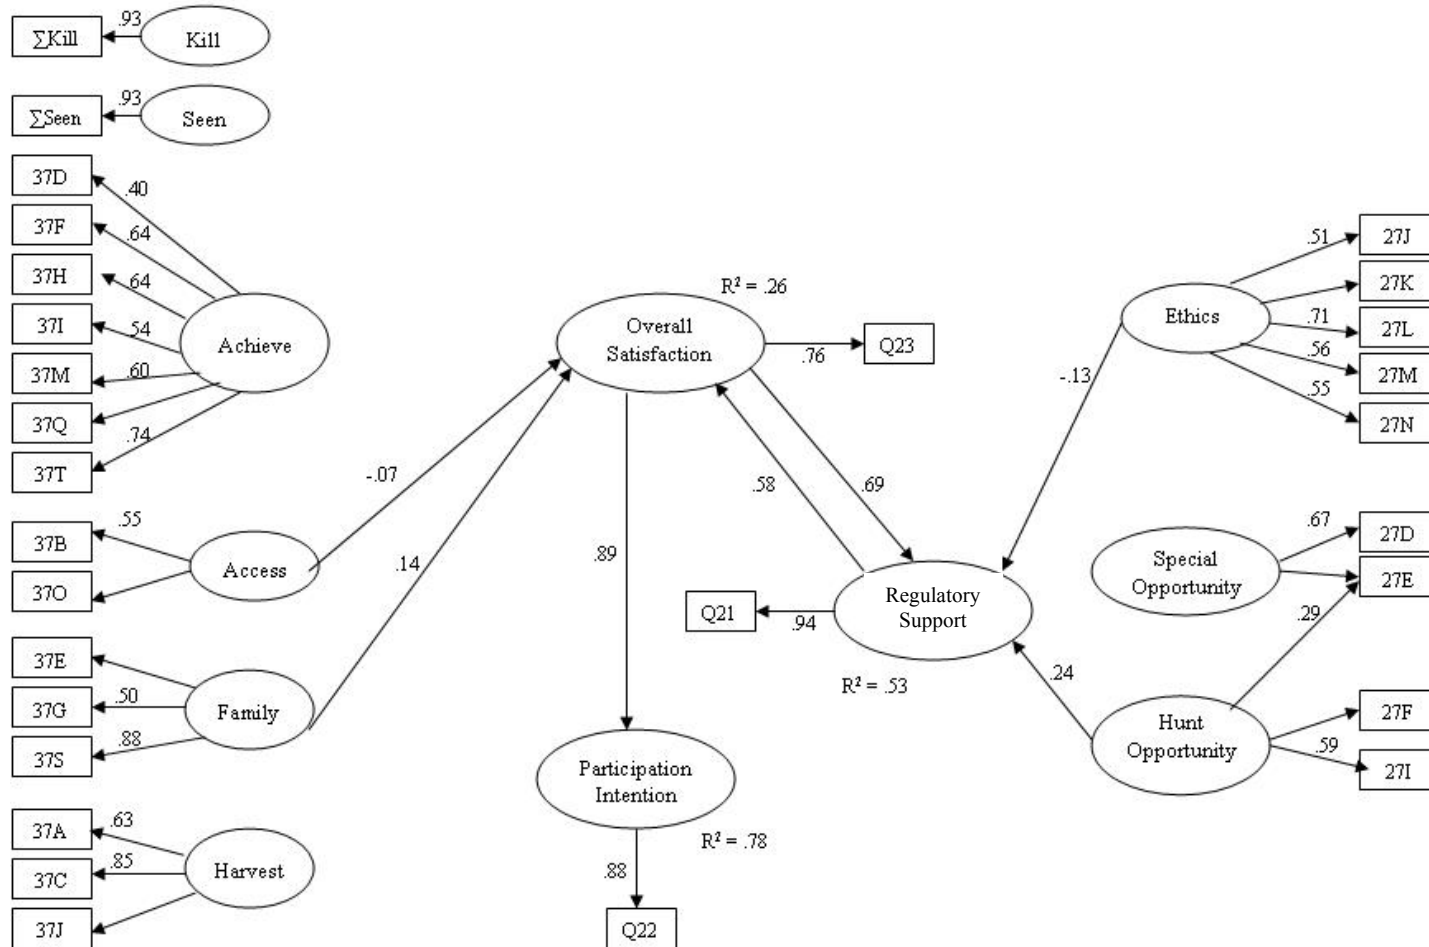 .93
∑Kill
Kill
.93
∑Seen
Seen
37D
.40
37F
.64
37H
.64
37I
.54
Achieve
37M
.60
37Q
.74
37T
37B
.55
Access
37O
37E
37G
.50
Family
37S
.88
37A
.63
37C
.85
Harvest
37J
-.07
.14
R² = .26
Overall
Satisfaction
.76
Q23
.58
.69
.89
Q21
.94
Regulatory
Support
R² = .53
Participation
Intention
R² = .78
.88
Q22
-.13
.24
Ethics
.51
27J
27K
.71
27L
.56
27M
.55
27N
Special
Opportunity
.67
27D
27E
.29
Hunt
Opportunity
27F
.59
27I